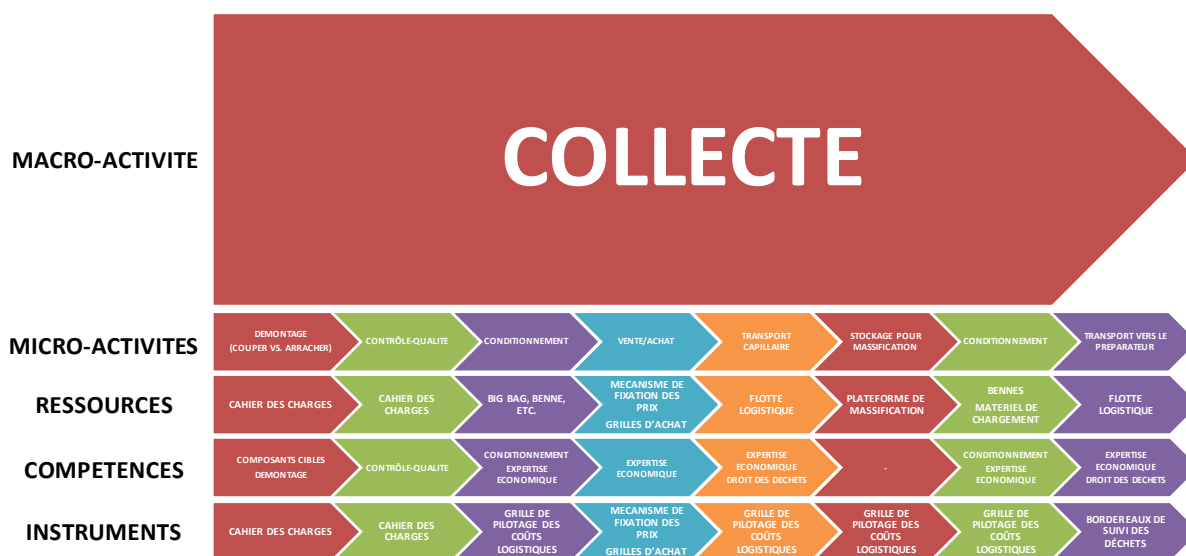 MACRO-ACTIVITE
COLLECTE
MICRO-ACTIVITES
DEMONTAGE
(COUPER VS. ARRACHER)
CONTRÔLE-QUALITE
CONDITIONNEMENT
VENTE/ACHAT
TRANSPORT
CAPILLAIRE
STOCKAGE POUR
MASSIFICATION
CONDITIONNEMENT
TRANSPORT VERS LE
PREPARATEUR
RESSOURCES
CAHIER DES CHARGES
CAHIER DES
CHARGES
BIG BAG, BENNE,
ETC.
MECANISME DE
FIXATION DES
PRIX
GRILLES D'ACHAT
FLOTTE
LOGISTIQUE
PLATEFORME DE
MASSIFICATION
BENNES
MATERIEL DE
CHARGEMENT
FLOTTE
LOGISTIQUE
COMPETENCES
COMPOSANTS CIBLES
DEMONTAGE
CONTRÔLE-QUALITE
CONDITIONNEMENT
EXPERTISE
ECONOMIQUE
EXPERTISE
ECONOMIQUE
EXPERTISE
ECONOMIQUE
DROIT DES DECHETS
-
CONDITIONNEMENT
EXPERTISE
ECONOMIQUE
EXPERTISE
ECONOMIQUE
DROIT DES DECHETS
INSTRUMENTS
CAHIER DES CHARGES
CAHIER DES
CHARGES
GRILLE DE
PILOTAGE DES
COÛTS
LOGISTIQUES
MECANISME DE
FIXATION DES
PRIX
GRILLES D'ACHAT
GRILLE DE
PILOTAGE DES
COÛTS
LOGISTIQUES
GRILLE DE
PILOTAGE DES
COÛTS
LOGISTIQUES
GRILLE DE
PILOTAGE DES
COÛTS
LOGISTIQUES
BORDEREAUX DE
SUIVI DES
DÉCHETS